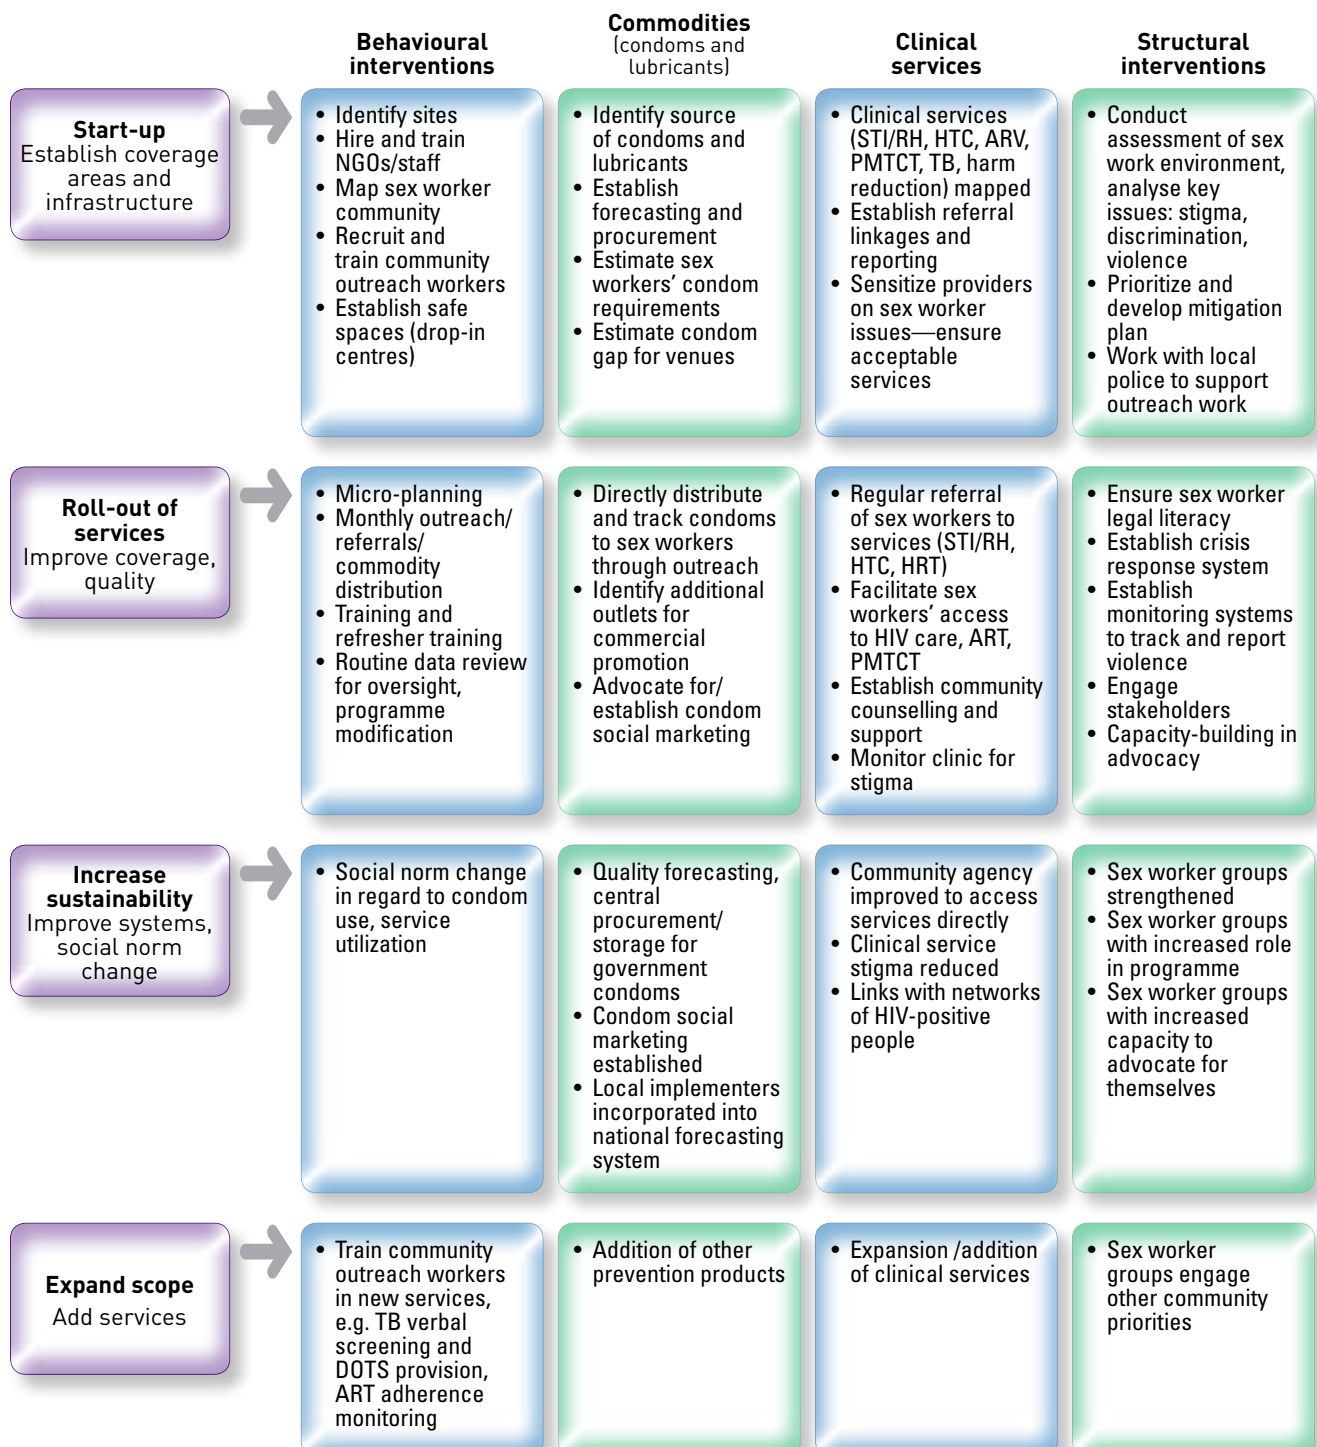 Behavioural
interventions
Commodities
(condoms and
lubricants)
Clinical
services
Structural
interventions
Start-up
Establish coverage
areas and
infrastructure
• Identify sites
• Hire and train
NGOs/staff
• Map sex worker
community
• Recruit and
train community
outreach workers
• Establish safe
spaces (drop-in
centres)
• Identify source
of condoms and
lubricants
• Establish
forecasting and
procurement
• Estimate sex
workers’ condom
requirements
• Estimate condom
gap for venues
• Clinical services
(STI/RH, HTC, ARV,
PMTCT, TB, harm
reduction) mapped
• Establish referral
linkages and
reporting
• Sensitize providers
on sex worker
issues—ensure
acceptable
services
• Conduct
assessment of sex
work environment,
analyse key
issues: stigma,
discrimination,
violence
• Prioritize and
develop mitigation
plan
• Work with local
police to support
outreach work
Roll-out of
services
Improve coverage,
quality
• Micro-planning
• Monthly outreach/
referrals/
commodity
distribution
• Training and
refresher training
• Routine data review
for oversight,
programme
modification
• Directly distribute
and track condoms
to sex workers
through outreach
• Identify additional
outlets for
commercial
promotion
• Advocate for/
establish condom
social marketing
• Regular referral
of sex workers to
services (STI/RH,
HTC, HRT)
• Facilitate sex
workers’ access
to HIV care, ART,
PMTCT
• Establish community
counselling and
support
• Monitor clinic for
stigma
• Ensure sex worker
legal literacy
• Establish crisis
response system
• Establish
monitoring systems
to track and report
violence
• Engage
stakeholders
• Capacity-building in
advocacy
Increase
sustainability
Improve systems,
social norm
change
• Social norm change
in regard to condom
use, service
utilization
• Quality forecasting,
central
procurement/
storage for
government
condoms
• Condom social
marketing
established
• Local implementers
incorporated into
national forecasting
system
• Community agency
improved to access
services directly
• Clinical service
stigma reduced
• Links with networks
of HIV-positive
people
• Sex worker groups
strengthened
• Sex worker groups
with increased role
in programme
• Sex worker groups
with increased
capacity to
advocate for
themselves
Expand scope
Add services
• Train community
outreach workers
in new services,
e.g. TB verbal
screening and
DOTS provision,
ART adherence
monitoring
• Addition of other
prevention products
• Expansion /addition
of clinical services
• Sex worker
groups engage
other community
priorities